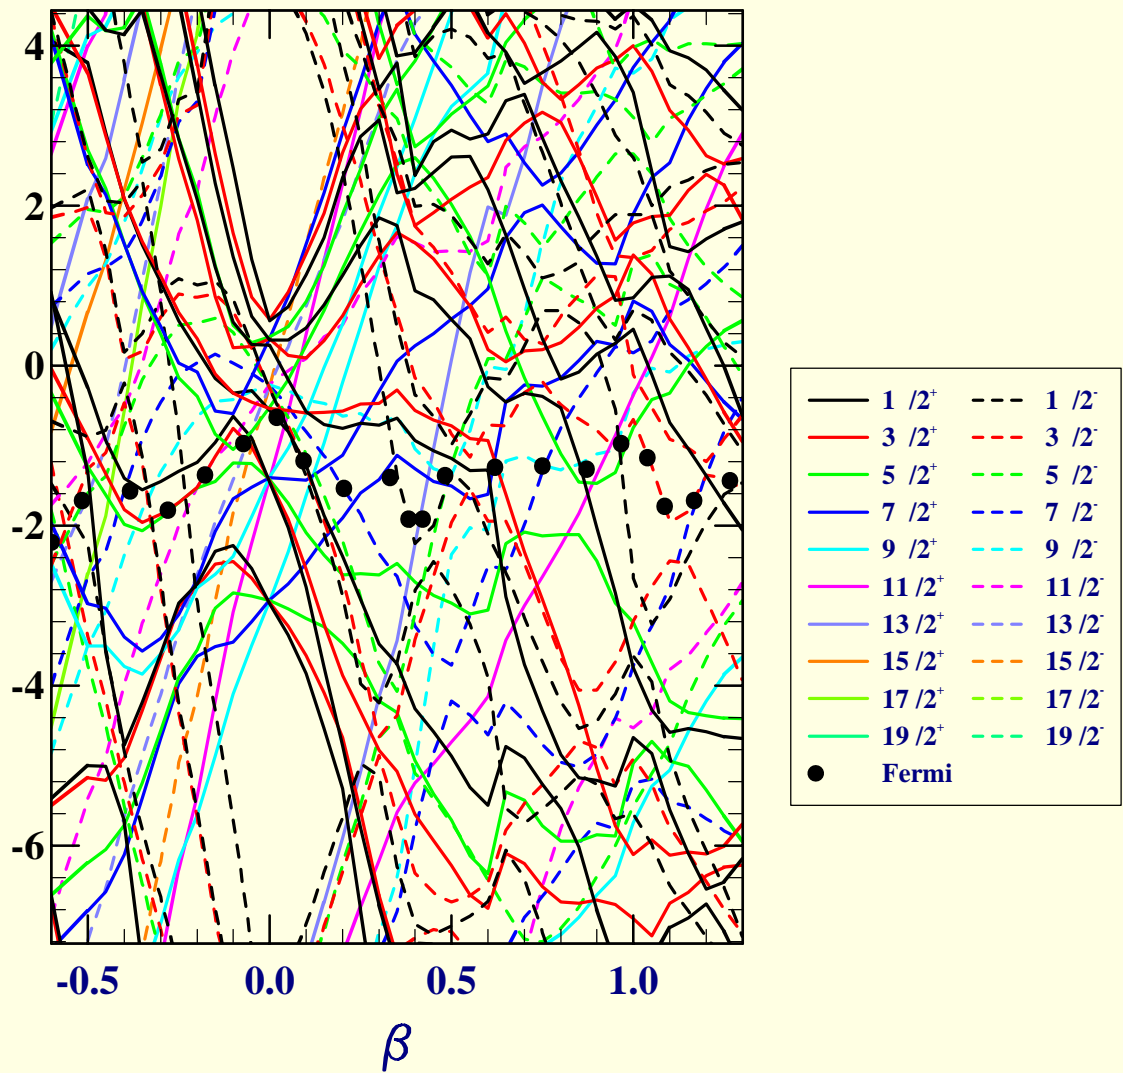 4
2
0
-2
-4
-6
-0.5 0.0 0.5 1.0
β
1 /2⁺ 1 /2⁻
3 /2⁺ 3 /2⁻
5 /2⁺ 5 /2⁻
7 /2⁺ 7 /2⁻
9 /2⁺ 9 /2⁻
11 /2⁺ 11 /2⁻
13 /2⁺ 13 /2⁻
15 /2⁺ 15 /2⁻
17 /2⁺ 17 /2⁻
19 /2⁺ 19 /2⁻
Fermi